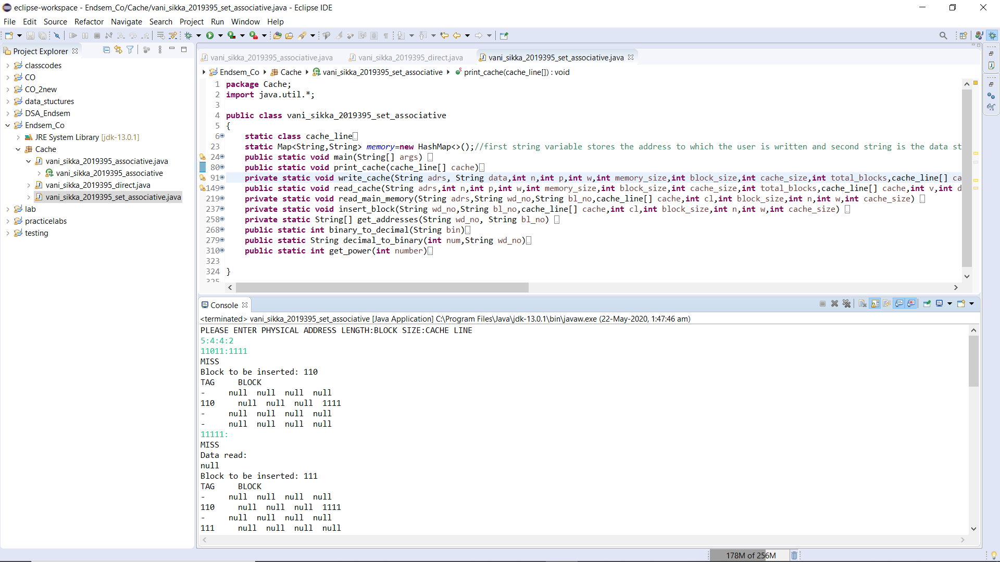 eclipse-workspace - Endsem_Co/Cache/vani_sikka_2019395_set_associative.java - Eclipse IDE
File Edit Source Refactor Navigate Search Project Run Window Help
Project Explorer
classcodes
CO
CO_2new
data_stuctures
DSA_Endsem
Endsem_Co
JRE System Library [jdk-13.0.1]
Cache
vani_sikka_2019395_associative.java
vani_sikka_2019395_associative
vani_sikka_2019395_direct.java
vani_sikka_2019395_set_associative.java
lab
practicelabs
testing
vani_sikka_2019395_associative.java vani_sikka_2019395_direct.java vani_sikka_2019395_set_associative.java
Endsem_Co Cache vani_sikka_2019395_set_associative print_cache(cache_line[]) : void
1 package Cache;
2 import java.util.*;
3
4 public class vani_sikka_2019395_set_associative
5 {
6 static class cache_line
23 static Map<String,String> memory=new HashMap<>();//first string variable stores the address to which the user is written and second string is the data st
24 public static void main(String[] args)
80 public static void print_cache(cache_line[] cache)
91 private static void write_cache(String adrs, String data,int n,int p,int w,int memory_size,int block_size,int cache_size,int total_blocks,cache_line[] ca
149 private static void read_cache(String adrs,int n,int p,int w,int memory_size,int block_size,int cache_size,int total_blocks,cache_line[] cache,int v,int d
219 private static void read_main_memory(String adrs,String wd_no,String bl_no,cache_line[] cache,int cl,int block_size,int n,int w,int cache_size)
237 private static void insert_block(String wd_no,String bl_no,cache_line[] cache,int cl,int block_size,int n,int w,int cache_size)
258 private static String[] get_addresses(String wd_no, String bl_no)
268 public static int binary_to_decimal(String bin)
279 public static String decimal_to_binary(int num,String wd_no)
310 public static int get_power(int number)
323
324 }
325
Console
<terminated> vani_sikka_2019395_set_associative [Java Application] C:\Program Files\Java\jdk-13.0.1\bin\javaw.exe (22-May-2020, 1:47:46 am)
PLEASE ENTER PHYSICAL ADDRESS LENGTH:BLOCK SIZE:CACHE LINE
5:4:4:2
11011:1111
MISS
Block to be inserted: 110
TAG BLOCK
- null null null null
110 null null null 1111
- null null null null
- null null null null
11111:
MISS
Data read:
null
Block to be inserted: 111
TAG BLOCK
- null null null null
110 null null null 1111
- null null null null
111 null null null null
178M of 256M